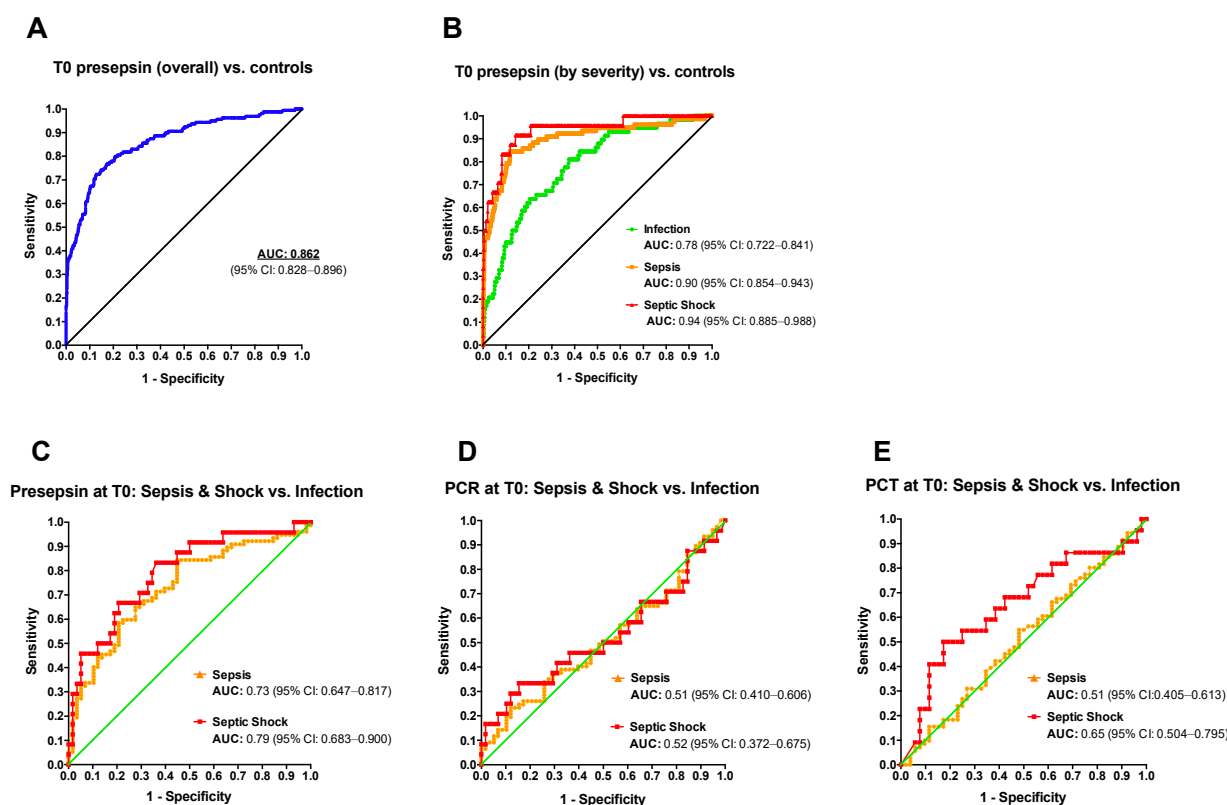 A
T0 presepsin (overall) vs. controls
Sensitivity
1.0
0.9
0.8
0.7
0.6
0.5
0.4
0.3
0.2
0.1
0.0
AUC: 0.862
(95% CI: 0.828–0.896)
0.0 0.1 0.2 0.3 0.4 0.5 0.6 0.7 0.8 0.9 1.0
1 - Specificity
B
T0 presepsin (by severity) vs. controls
Sensitivity
1.0
0.9
0.8
0.7
0.6
0.5
0.4
0.3
0.2
0.1
0.0
Infection
AUC: 0.78 (95% CI: 0.722–0.841)
Sepsis
AUC: 0.90 (95% CI: 0.854–0.943)
Septic Shock
AUC: 0.94 (95% CI: 0.885–0.988)
0.0 0.1 0.2 0.3 0.4 0.5 0.6 0.7 0.8 0.9 1.0
1 - Specificity
C
Presepsin at T0: Sepsis & Shock vs. Infection
Sensitivity
1.0
0.9
0.8
0.7
0.6
0.5
0.4
0.3
0.2
0.1
0.0
Sepsis
AUC: 0.73 (95% CI: 0.647–0.817)
Septic Shock
AUC: 0.79 (95% CI: 0.683–0.900)
0.0 0.1 0.2 0.3 0.4 0.5 0.6 0.7 0.8 0.9 1.0
1 - Specificity
D
PCR at T0: Sepsis & Shock vs. Infection
Sensitivity
1.0
0.9
0.8
0.7
0.6
0.5
0.4
0.3
0.2
0.1
0.0
Sepsis
AUC: 0.51 (95% CI: 0.410–0.606)
Septic Shock
AUC: 0.52 (95% CI: 0.372–0.675)
0.0 0.1 0.2 0.3 0.4 0.5 0.6 0.7 0.8 0.9 1.0
1 - Specificity
E
PCT at T0: Sepsis & Shock vs. Infection
Sensitivity
1.0
0.9
0.8
0.7
0.6
0.5
0.4
0.3
0.2
0.1
0.0
Sepsis
AUC: 0.51 (95% CI:0.405–0.613)
Septic Shock
AUC: 0.65 (95% CI: 0.504–0.795)
0.0 0.1 0.2 0.3 0.4 0.5 0.6 0.7 0.8 0.9 1.0
1 - Specificity